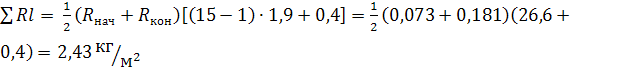 ∑Rl = 1/2 (Rнач + Rкон)[(15 − 1) · 1,9 + 0,4] = 1/2 (0,073 + 0,181)(26,6 +
0,4) = 2,43 КГ/м²